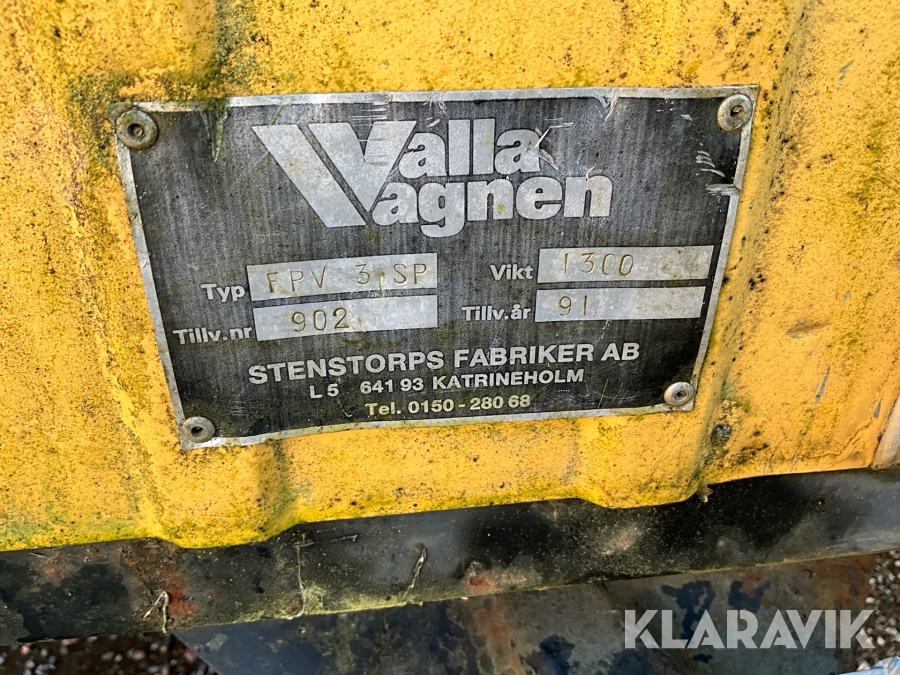 Valla
Vagnen
Typ FPV 3 SP Vikt 1300
Tillv.nr 902 Tillv.år 91
STENSTORPS FABRIKER AB
L 5 641 93 KATRINEHOLM
Tel. 0150 - 280 68
KLARAVIK